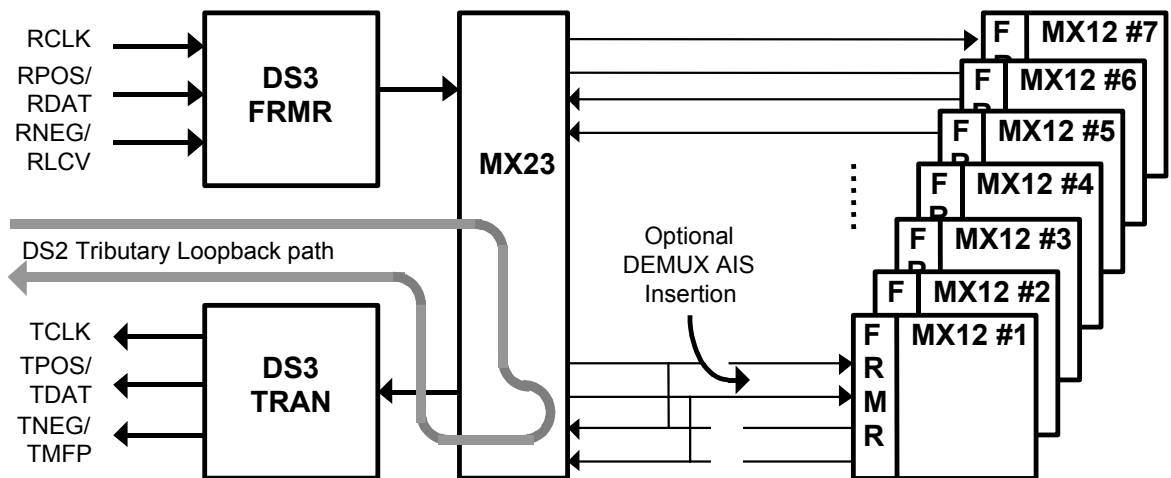 RCLK
RPOS/
RDAT
RNEG/
RLCV
DS3
FRMR
MX23
F
R
MX12 #7
F
R
MX12 #6
F
R
MX12 #5
F
R
MX12 #4
F
R
MX12 #3
F
MX12 #2
F
R
M
R
MX12 #1
DS2 Tributary Loopback path
Optional
DEMUX AIS
Insertion
TCLK
TPOS/
TDAT
TNEG/
TMFP
DS3
TRAN